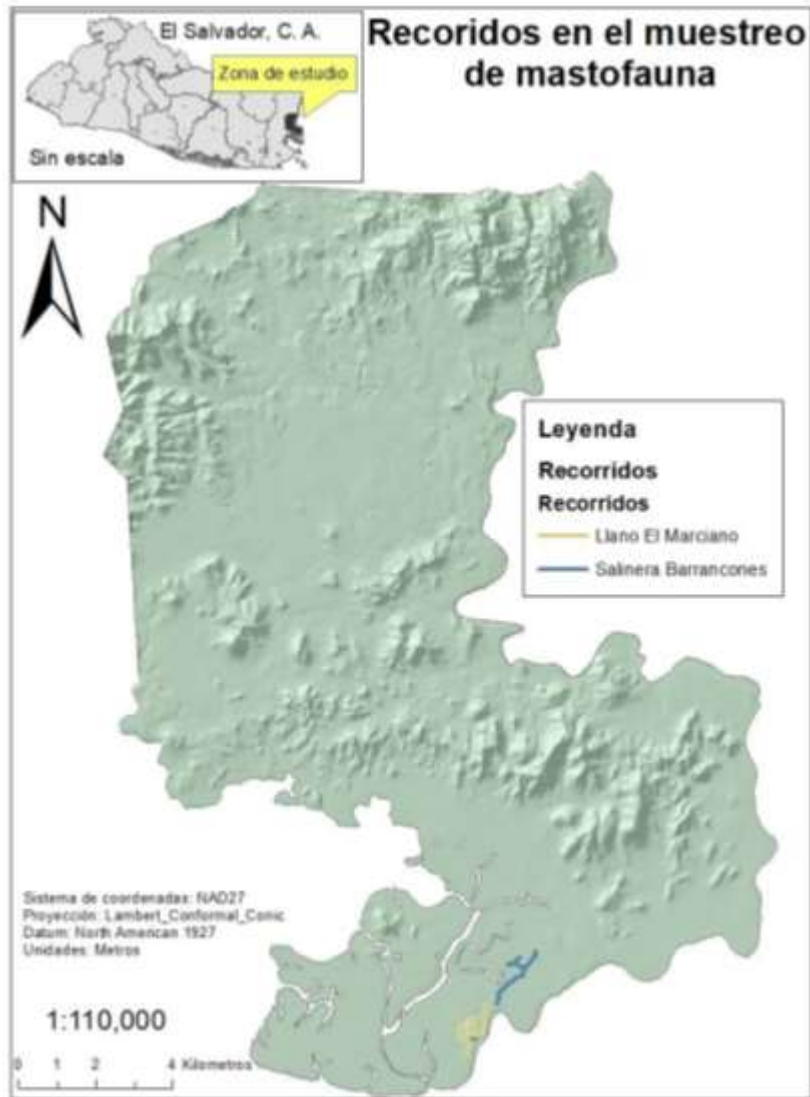 Recoridos en el muestreo
de mastofauna
El Salvador, C. A.
Zona de estudio
Sin escala
N
Leyenda
Recorridos
Recorridos
Llano El Marciano
Salinera Barrancones
Sistema de coordenadas: NAD27
Proyección: Lambert_Conformal_Conic
Datum: North American 1927
Unidades: Metros
1:110,000
0 1 2 4 Kilometros